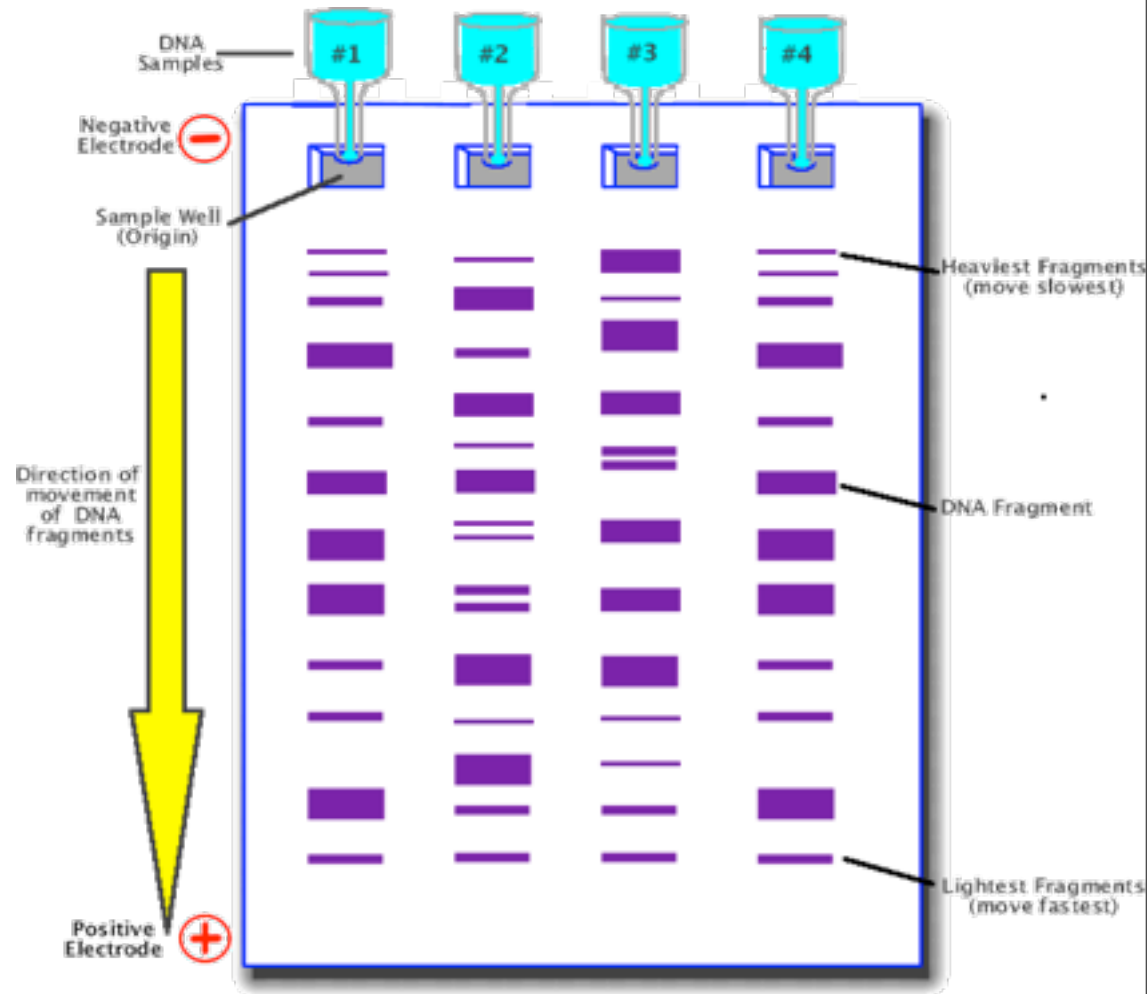 DNA
Samples
#1
#2
#3
#4
Negative
Electrode
−
Sample Well
(Origin)
Heaviest Fragments
(move slowest)
Direction of
movement
of DNA
fragments
DNA Fragment
Lightest Fragments
(move fastest)
Positive
Electrode
+